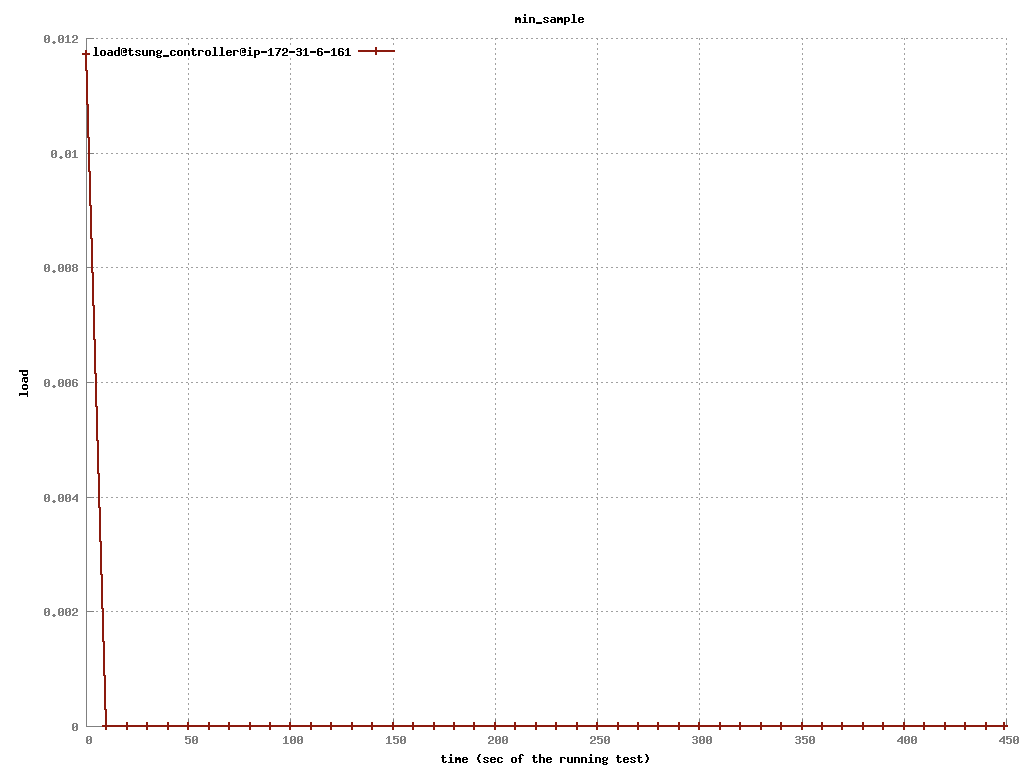 min_sample
0.012
load@tsung_controller@ip-172-31-6-161
0.01
0.008
0.006
load
0.004
0.002
0
0 50 100 150 200 250 300 350 400 450
time (sec of the running test)